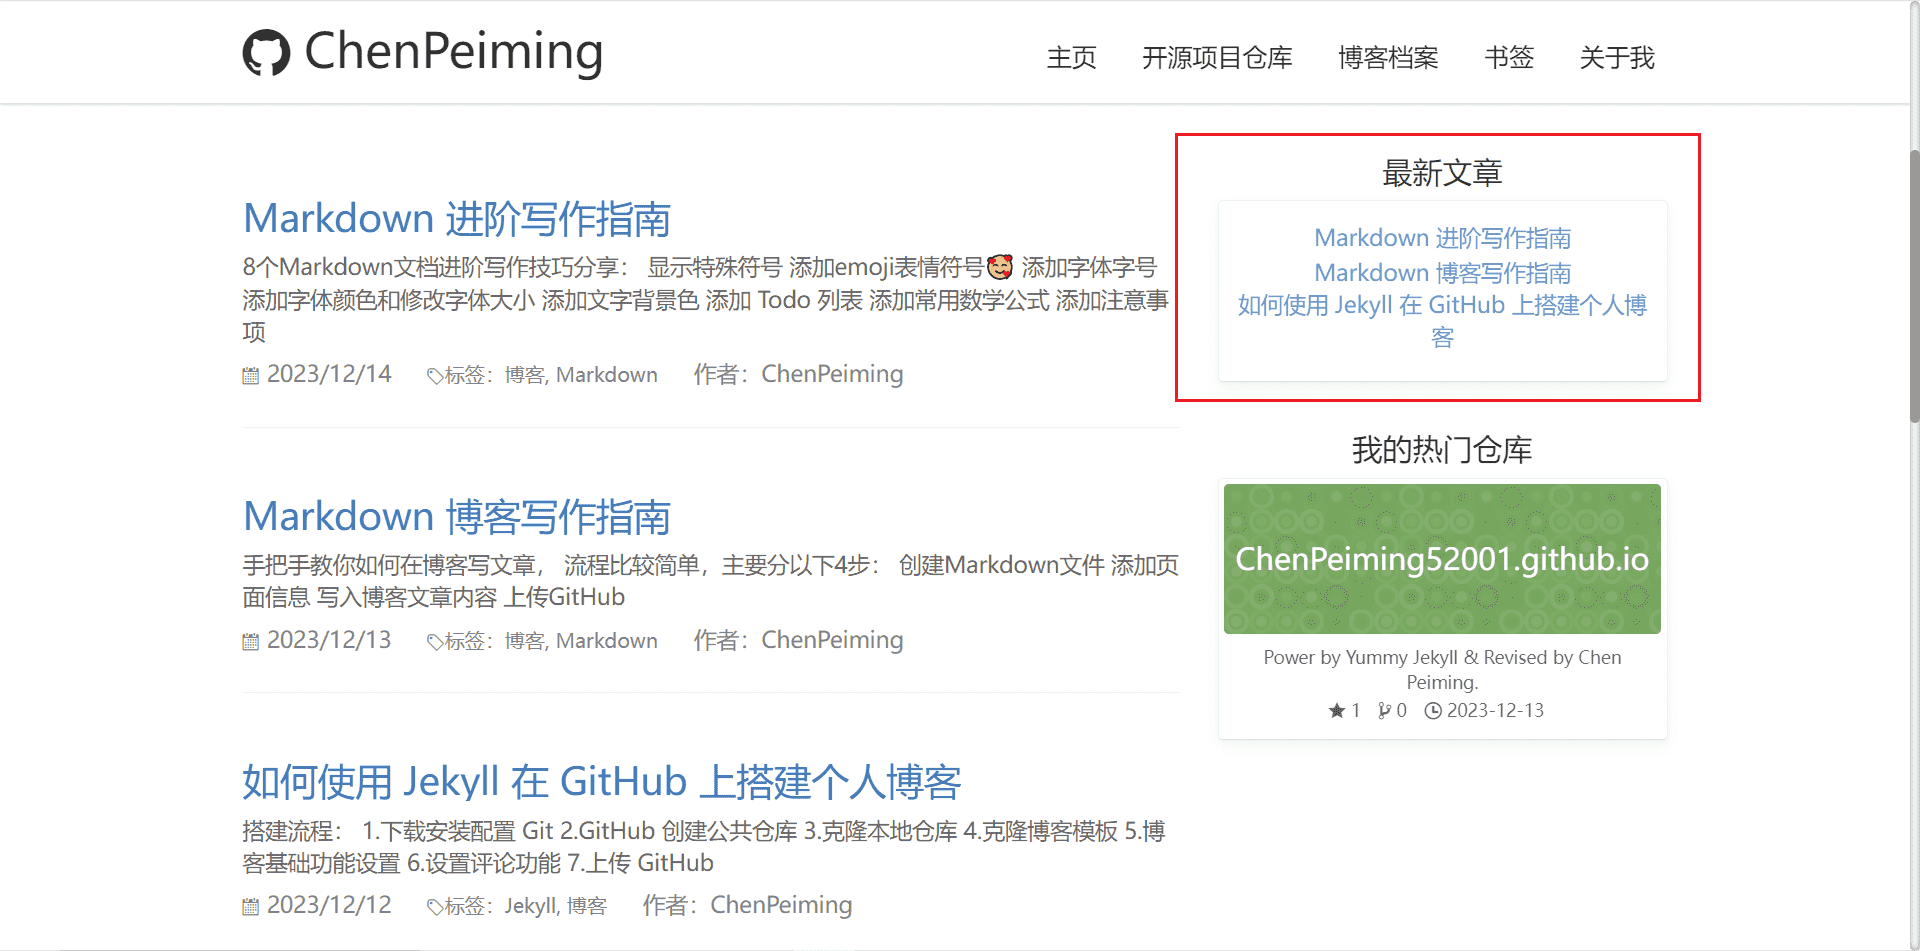 ChenPeiming
主页 开源项目仓库 博客档案 书签 关于我
Markdown 进阶写作指南
8个Markdown文档进阶写作技巧分享： 显示特殊符号 添加emoji表情符号🥰 添加字体字号
添加字体颜色和修改字体大小 添加文字背景色 添加 Todo 列表 添加常用数学公式 添加注意事
项
2023/12/14 标签：博客, Markdown 作者：ChenPeiming
Markdown 博客写作指南
手把手教你如何在博客写文章， 流程比较简单，主要分以下4步： 创建Markdown文件 添加页
面信息 写入博客文章内容 上传GitHub
2023/12/13 标签：博客, Markdown 作者：ChenPeiming
如何使用 Jekyll 在 GitHub 上搭建个人博客
搭建流程： 1.下载安装配置 Git 2.GitHub 创建公共仓库 3.克隆本地仓库 4.克隆博客模板 5.博
客基础功能设置 6.设置评论功能 7.上传 GitHub
2023/12/12 标签：Jekyll, 博客 作者：ChenPeiming
最新文章
Markdown 进阶写作指南
Markdown 博客写作指南
如何使用 Jekyll 在 GitHub 上搭建个人博
客
我的热门仓库
ChenPeiming52001.github.io
Power by Yummy Jekyll & Revised by Chen
Peiming.
1 0 2023-12-13